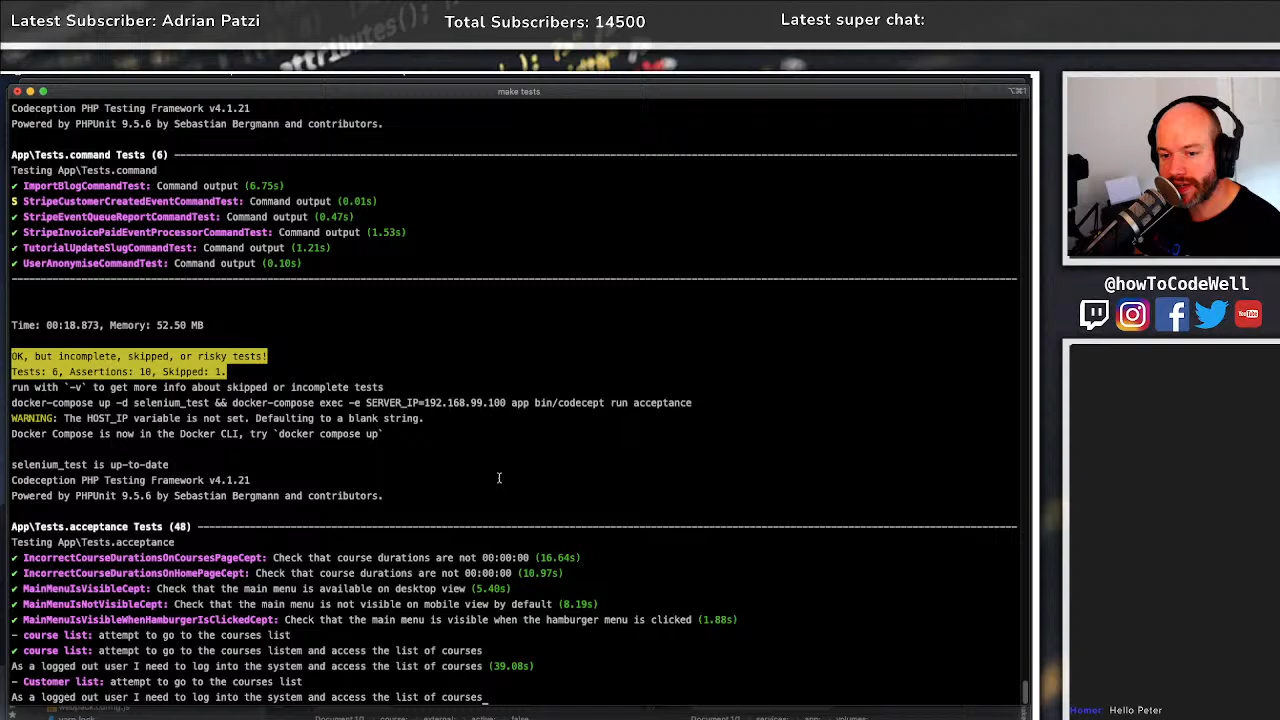 Latest Subscriber: Adrian Patzi
Total Subscribers: 14500
Latest super chat:
attributes();
make tests
⌥⌘1
Codeception PHP Testing Framework v4.1.21
Powered by PHPUnit 9.5.6 by Sebastian Bergmann and contributors.
App\Tests.command Tests (6)
Testing App\Tests.command
✔ ImportBlogCommandTest: Command output (6.75s)
S StripeCustomerCreatedEventCommandTest: Command output (0.01s)
✔ StripeEventQueueReportCommandTest: Command output (0.47s)
✔ StripeInvoicePaidEventProcessorCommandTest: Command output (1.53s)
✔ TutorialUpdateSlugCommandTest: Command output (1.21s)
✔ UserAnonymiseCommandTest: Command output (0.10s)
Time: 00:18.873, Memory: 52.50 MB
OK, but incomplete, skipped, or risky tests!
Tests: 6, Assertions: 10, Skipped: 1.
run with `-v` to get more info about skipped or incomplete tests
docker-compose up -d selenium_test && docker-compose exec -e SERVER_IP=192.168.99.100 app bin/codecept run acceptance
WARNING: The HOST_IP variable is not set. Defaulting to a blank string.
Docker Compose is now in the Docker CLI, try `docker compose up`
selenium_test is up-to-date
Codeception PHP Testing Framework v4.1.21
Powered by PHPUnit 9.5.6 by Sebastian Bergmann and contributors.
App\Tests.acceptance Tests (48)
Testing App\Tests.acceptance
✔ IncorrectCourseDurationsOnCoursesPageCept: Check that course durations are not 00:00:00 (16.64s)
✔ IncorrectCourseDurationsOnHomePageCept: Check that course durations are not 00:00:00 (10.97s)
✔ MainMenuIsVisibleCept: Check that the main menu is available on desktop view (5.40s)
✔ MainMenuIsNotVisibleCept: Check that the main menu is not visible on mobile view by default (8.19s)
✔ MainMenuIsVisibleWhenHamburgerIsClickedCept: Check that the main menu is visible when the hamburger menu is clicked (1.88s)
- course list: attempt to go to the courses list
✔ course list: attempt to go to the courses listem and access the list of courses
As a logged out user I need to log into the system and access the list of courses (39.08s)
- Customer list: attempt to go to the courses list
As a logged out user I need to log into the system and access the list of courses
@howToCodeWell
YouTube
Homer: Hello Peter